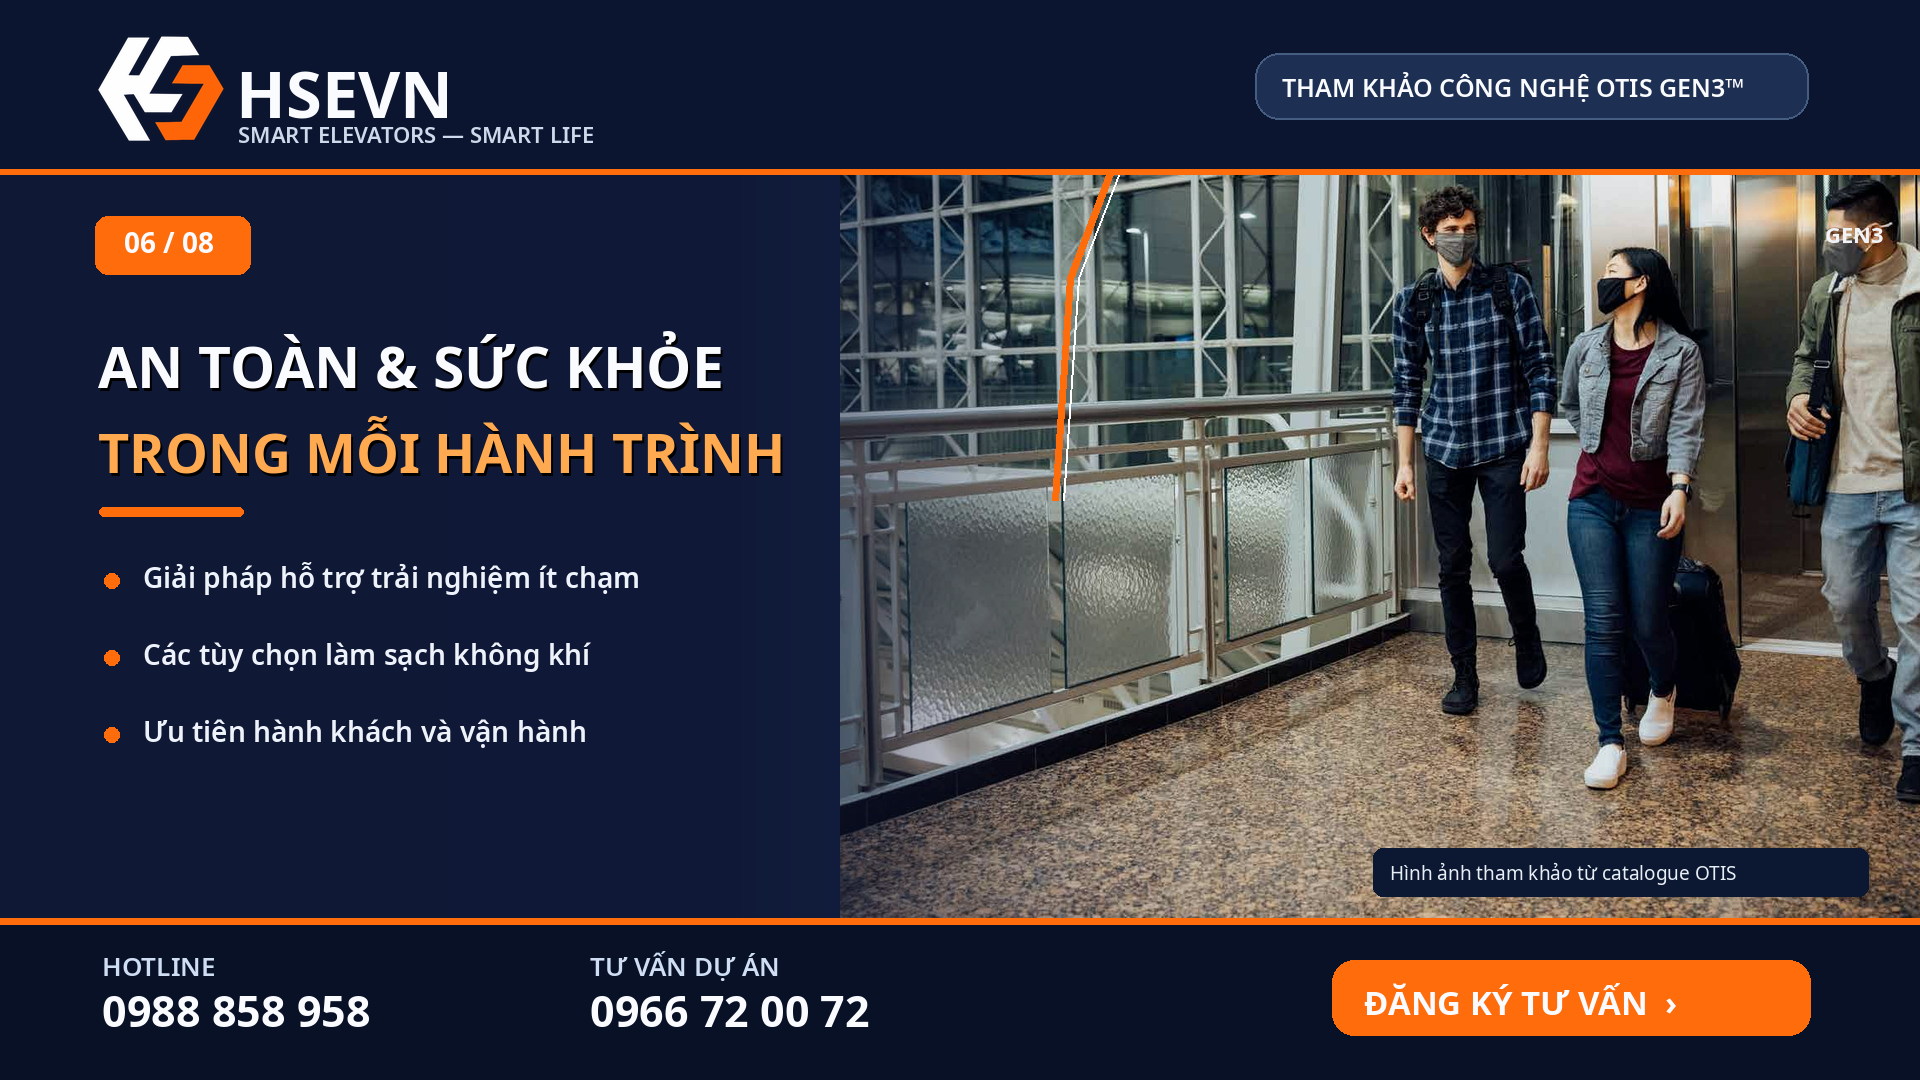 HSEVN
SMART ELEVATORS — SMART LIFE
THAM KHẢO CÔNG NGHỆ OTIS GEN3™
06 / 08
GEN3
AN TOÀN & SỨC KHỎE
TRONG MỖI HÀNH TRÌNH
Giải pháp hỗ trợ trải nghiệm ít chạm
Các tùy chọn làm sạch không khí
Ưu tiên hành khách và vận hành
Hình ảnh tham khảo từ catalogue OTIS
HOTLINE
0988 858 958
TƯ VẤN DỰ ÁN
0966 72 00 72
ĐĂNG KÝ TƯ VẤN ›